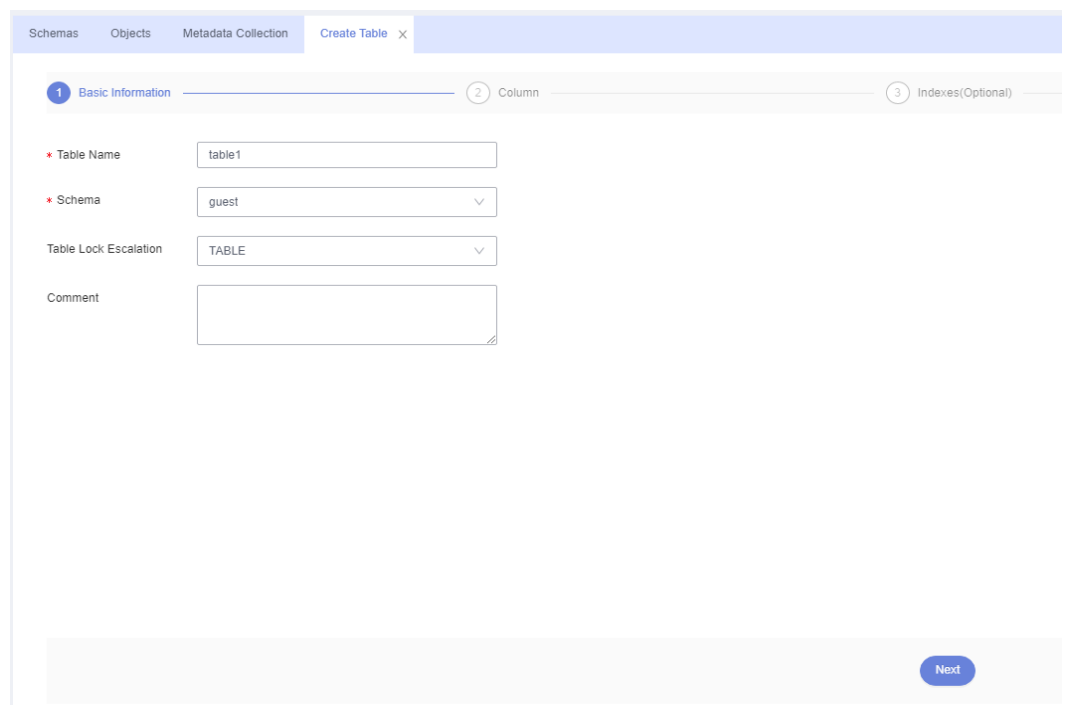 Schemas Objects Metadata Collection Create Table
1 Basic Information 2 Column 3 Indexes(Optional)
* Table Name table1
* Schema guest
Table Lock Escalation TABLE
Comment
Next